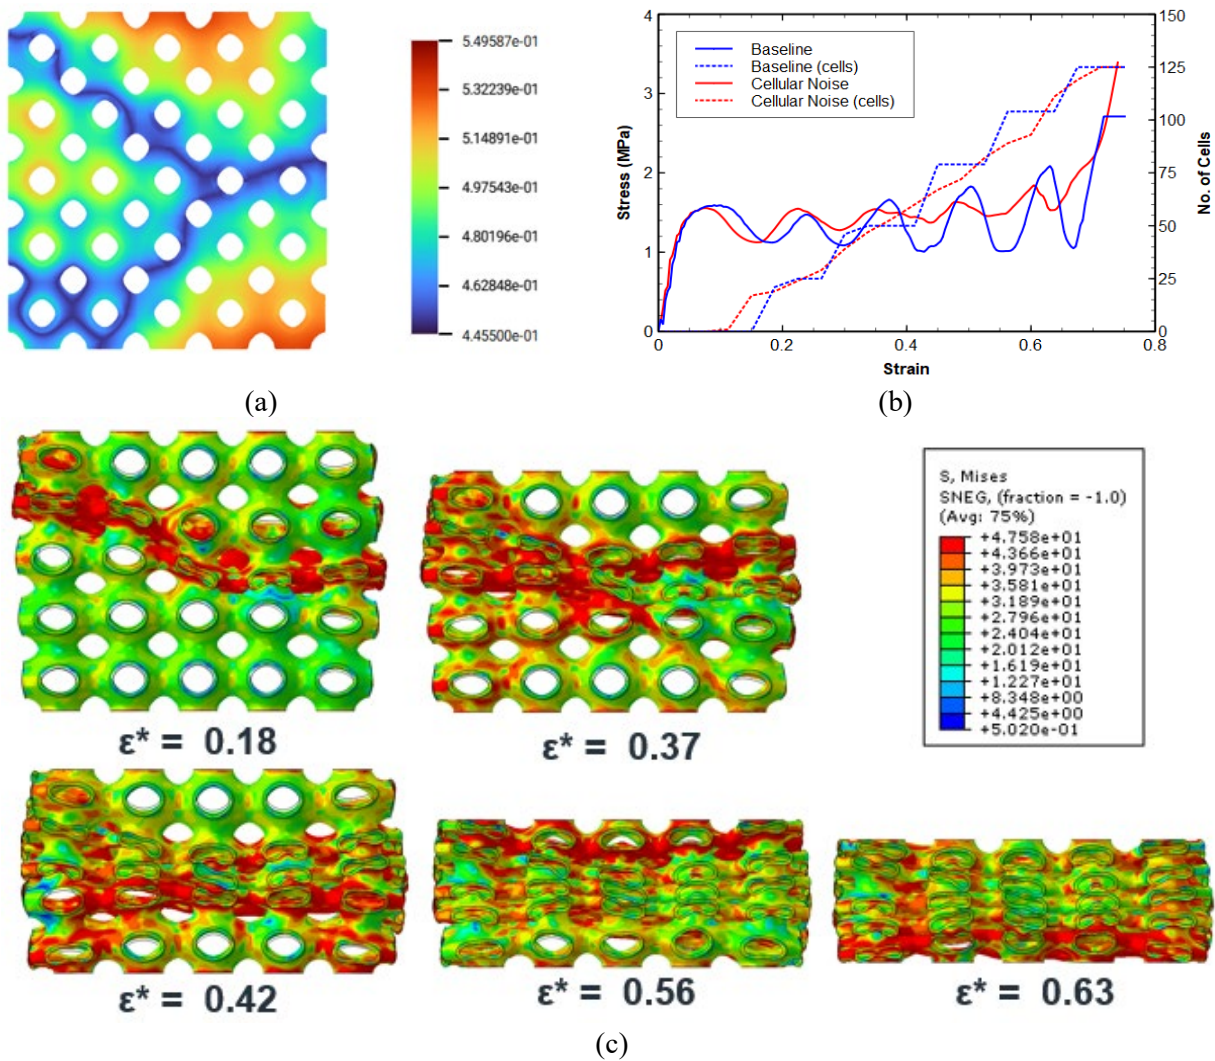 5.49587e-01
5.32239e-01
5.14891e-01
4.97543e-01
4.80196e-01
4.62848e-01
4.45500e-01
(a)
4
3
2
1
0
Stress (MPa)
Baseline
Baseline (cells)
Cellular Noise
Cellular Noise (cells)
150
125
100
75
50
25
0
No. of Cells
0 0.2 0.4 0.6 0.8
Strain
(b)
ε* = 0.18
ε* = 0.37
S, Mises
SNEG, (fraction = -1.0)
(Avg: 75%)
+4.758e+01
+4.366e+01
+3.973e+01
+3.581e+01
+3.189e+01
+2.796e+01
+2.404e+01
+2.012e+01
+1.619e+01
+1.227e+01
+8.348e+00
+4.425e+00
+5.020e-01
ε* = 0.42
ε* = 0.56
ε* = 0.63
(c)